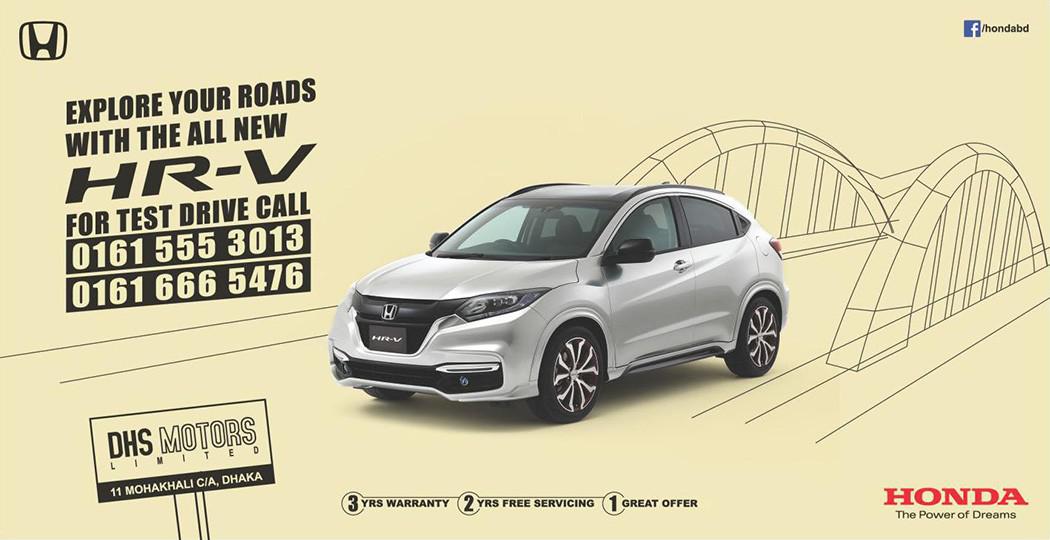 /hondabd
EXPLORE YOUR ROADS
WITH THE ALL NEW
HR-V
FOR TEST DRIVE CALL
0161 555 3013
0161 666 5476
HR-V
DHS MOTORS
LIMITED
11 MOHAKHALI C/A, DHAKA
3 YRS WARRANTY 2 YRS FREE SERVICING 1 GREAT OFFER
HONDA
The Power of Dreams